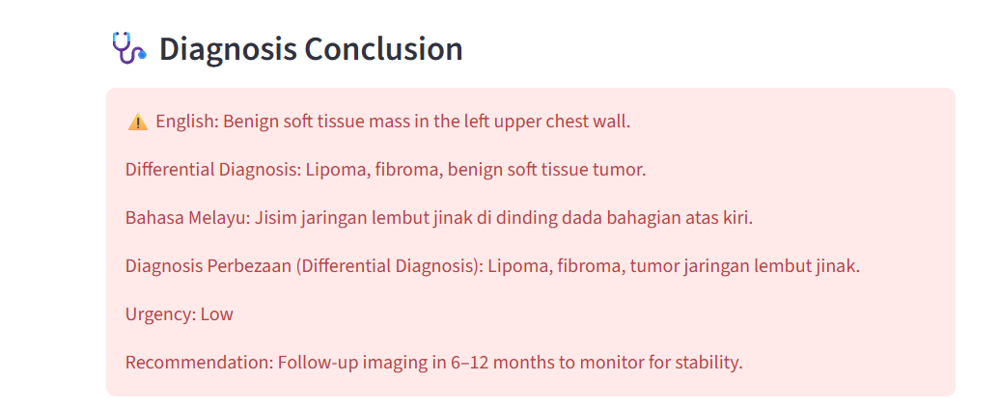 🩺 Diagnosis Conclusion
⚠️ English: Benign soft tissue mass in the left upper chest wall.
Differential Diagnosis: Lipoma, fibroma, benign soft tissue tumor.
Bahasa Melayu: Jisim jaringan lembut jinak di dinding dada bahagian atas kiri.
Diagnosis Perbezaan (Differential Diagnosis): Lipoma, fibroma, tumor jaringan lembut jinak.
Urgency: Low
Recommendation: Follow-up imaging in 6–12 months to monitor for stability.